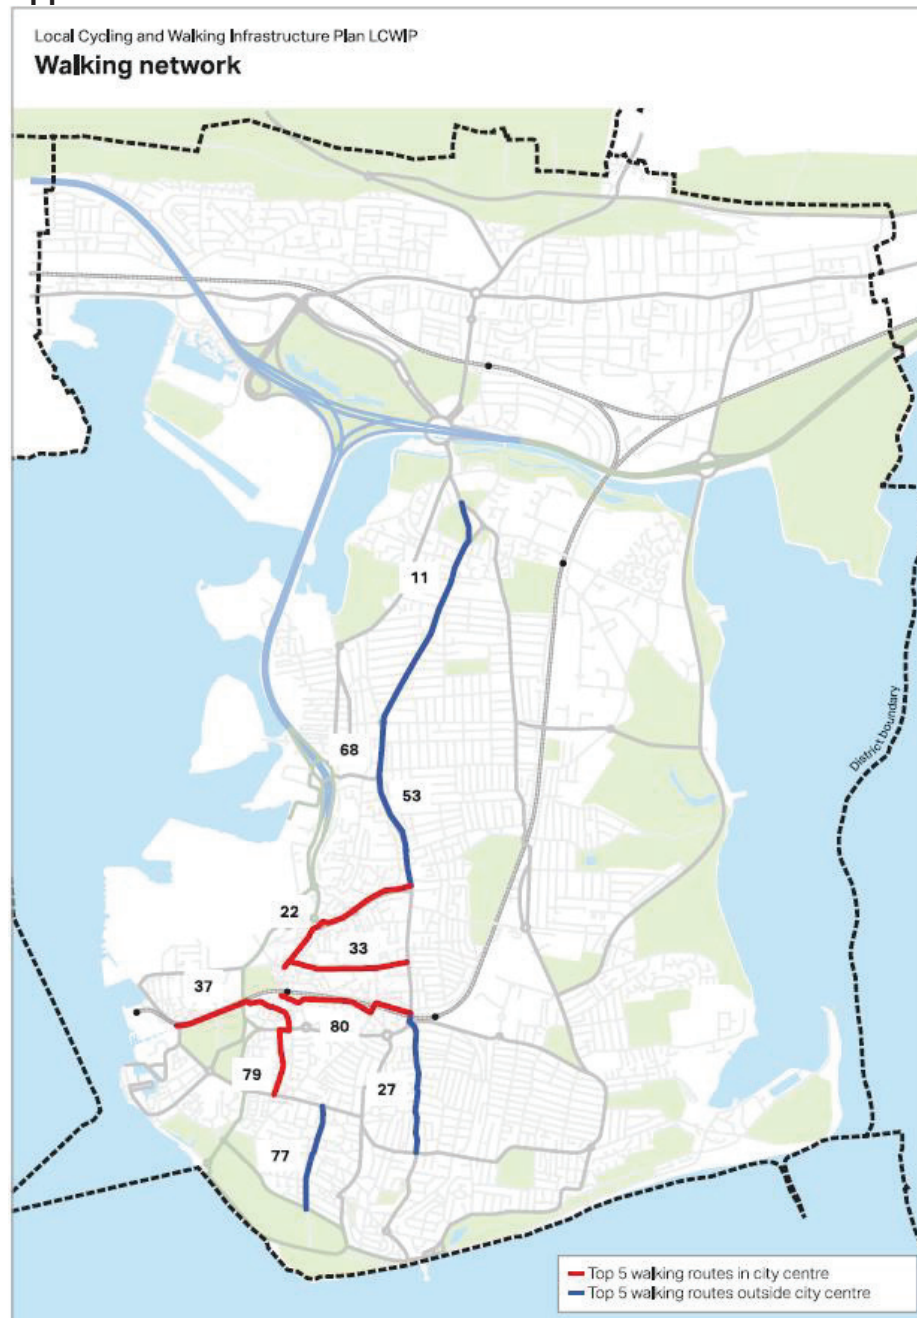 Local Cycling and Walking Infrastructure Plan LCWIP
Walking network
11
68
53
22
33
37
80
79
27
77
District boundary
Top 5 walking routes in city centre
Top 5 walking routes outside city centre